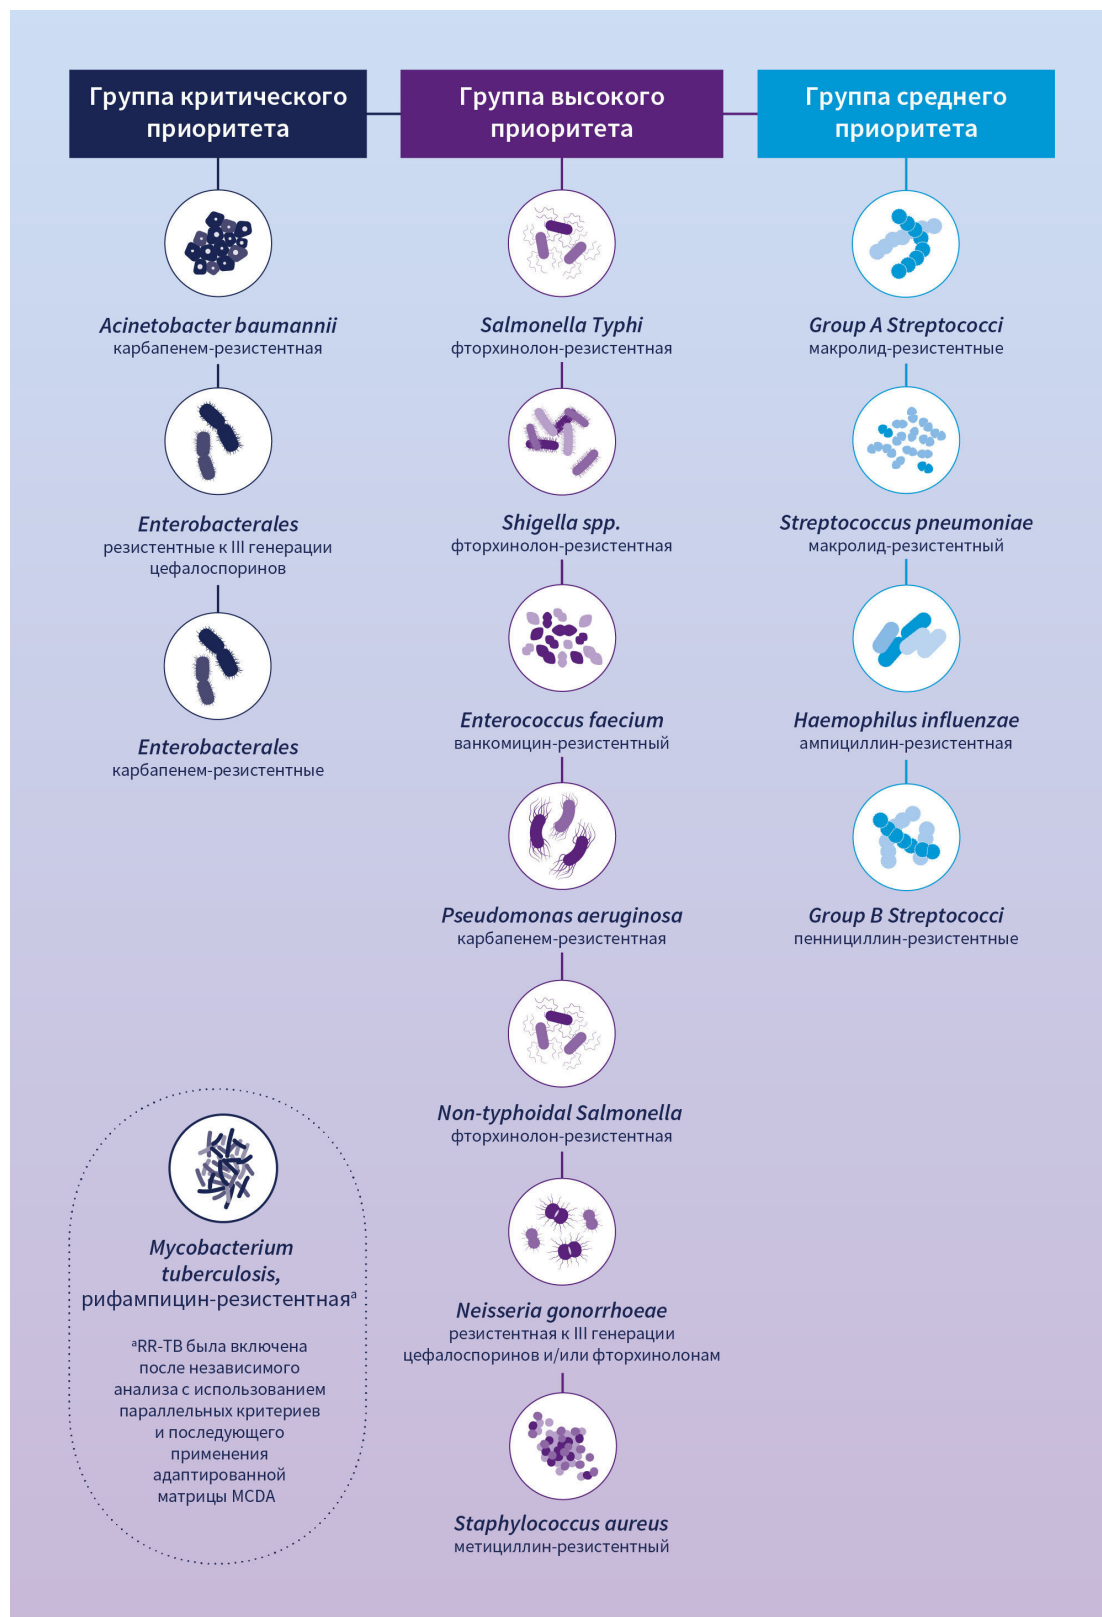 Группа критического
приоритета
Acinetobacter baumannii
карбапенем-резистентная
Enterobacterales
резистентные к III генерации
цефалоспоринов
Enterobacterales
карбапенем-резистентные
Mycobacterium
tuberculosis,
рифампицин-резистентнаяᵃ
ᵃRR-TB была включена
после независимого
анализа с использованием
параллельных критериев
и последующего
применения
адаптированной
матрицы MCDA
Группа высокого
приоритета
Salmonella Typhi
фторхинолон-резистентная
Shigella spp.
фторхинолон-резистентная
Enterococcus faecium
ванкомицин-резистентный
Pseudomonas aeruginosa
карбапенем-резистентная
Non-typhoidal Salmonella
фторхинолон-резистентная
Neisseria gonorrhoeae
резистентная к III генерации
цефалоспоринов и/или фторхинолонам
Staphylococcus aureus
метициллин-резистентный
Группа среднего
приоритета
Group A Streptococci
макролид-резистентные
Streptococcus pneumoniae
макролид-резистентный
Haemophilus influenzae
ампициллин-резистентная
Group B Streptococci
пеннициллин-резистентные